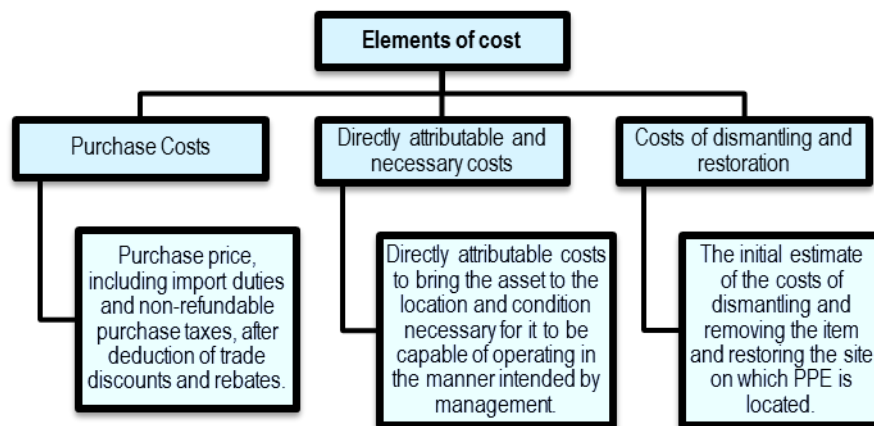 Elements of cost
Purchase Costs
Directly attributable and
necessary costs
Costs of dismantling and
restoration
Purchase price,
including import duties
and non-refundable
purchase taxes, after
deduction of trade
discounts and rebates.
Directly attributable costs
to bring the asset to the
location and condition
necessary for it to be
capable of operating in
the manner intended by
management.
The initial estimate
of the costs of
dismantling and
removing the item
and restoring the site
on which PPE is
located.